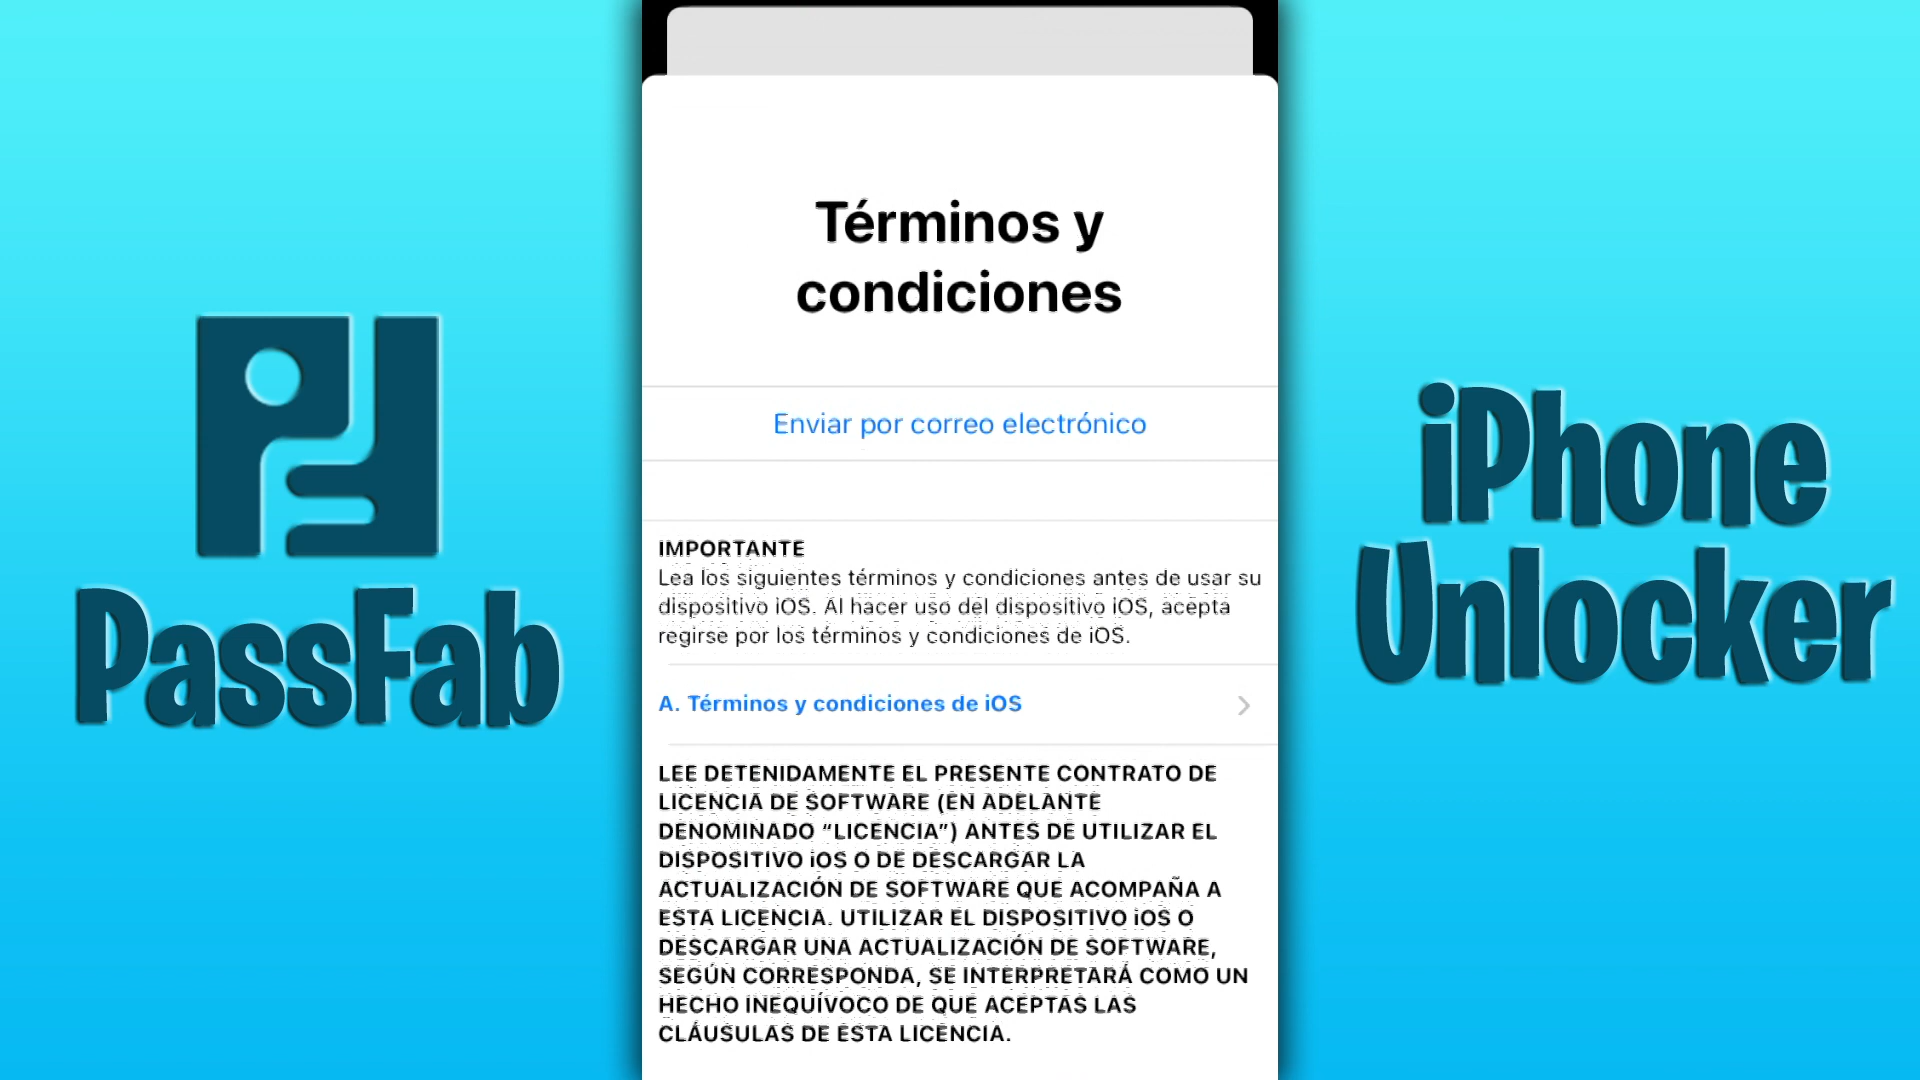 PassFab
Términos y
condiciones
Enviar por correo electrónico
IMPORTANTE
Lea los siguientes términos y condiciones antes de usar su
dispositivo iOS. Al hacer uso del dispositivo iOS, acepta
regirse por los términos y condiciones de iOS.
A. Términos y condiciones de iOS
LEE DETENIDAMENTE EL PRESENTE CONTRATO DE
LICENCIA DE SOFTWARE (EN ADELANTE
DENOMINADO “LICENCIA”) ANTES DE UTILIZAR EL
DISPOSITIVO iOS O DE DESCARGAR LA
ACTUALIZACIÓN DE SOFTWARE QUE ACOMPAÑA A
ESTA LICENCIA. UTILIZAR EL DISPOSITIVO iOS O
DESCARGAR UNA ACTUALIZACIÓN DE SOFTWARE,
SEGÚN CORRESPONDA, SE INTERPRETARÁ COMO UN
HECHO INEQUÍVOCO DE QUE ACEPTAS LAS
CLÁUSULAS DE ESTA LICENCIA.
iPhone
Unlocker